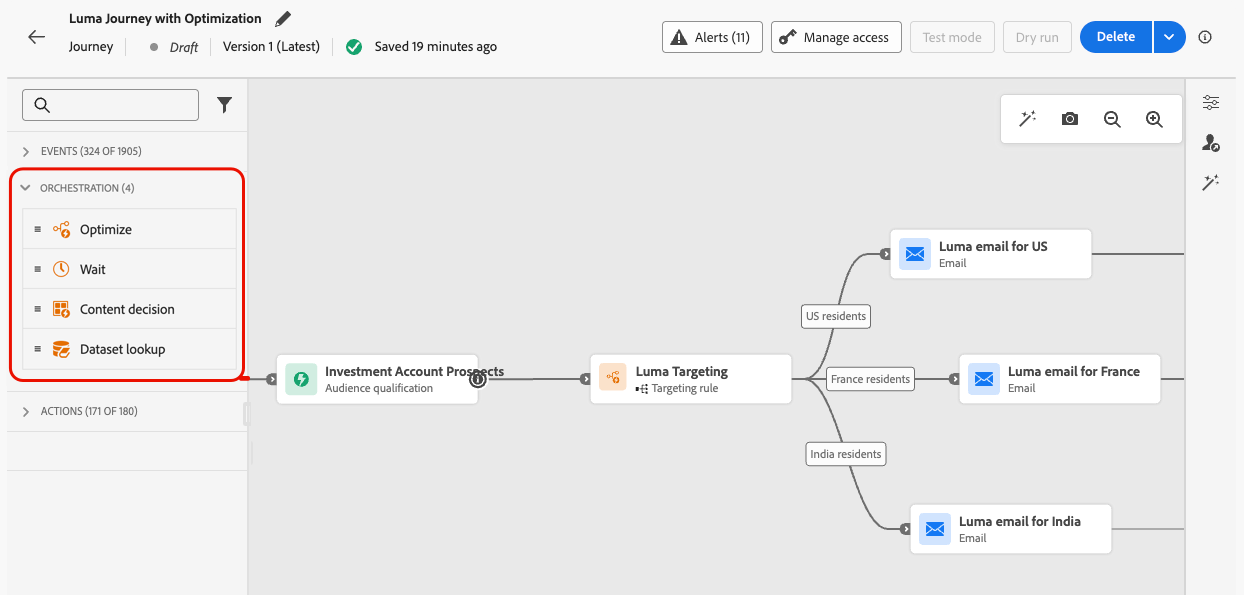 Luma Journey with Optimization
Journey
Draft
Version 1 (Latest)
Saved 19 minutes ago
Alerts (11)
Manage access
Test mode
Dry run
Delete
EVENTS (324 OF 1905)
ORCHESTRATION (4)
Optimize
Wait
Content decision
Dataset lookup
ACTIONS (171 OF 180)
Investment Account Prospects
Audience qualification
Luma Targeting
Targeting rule
US residents
France residents
India residents
Luma email for US
Email
Luma email for France
Email
Luma email for India
Email